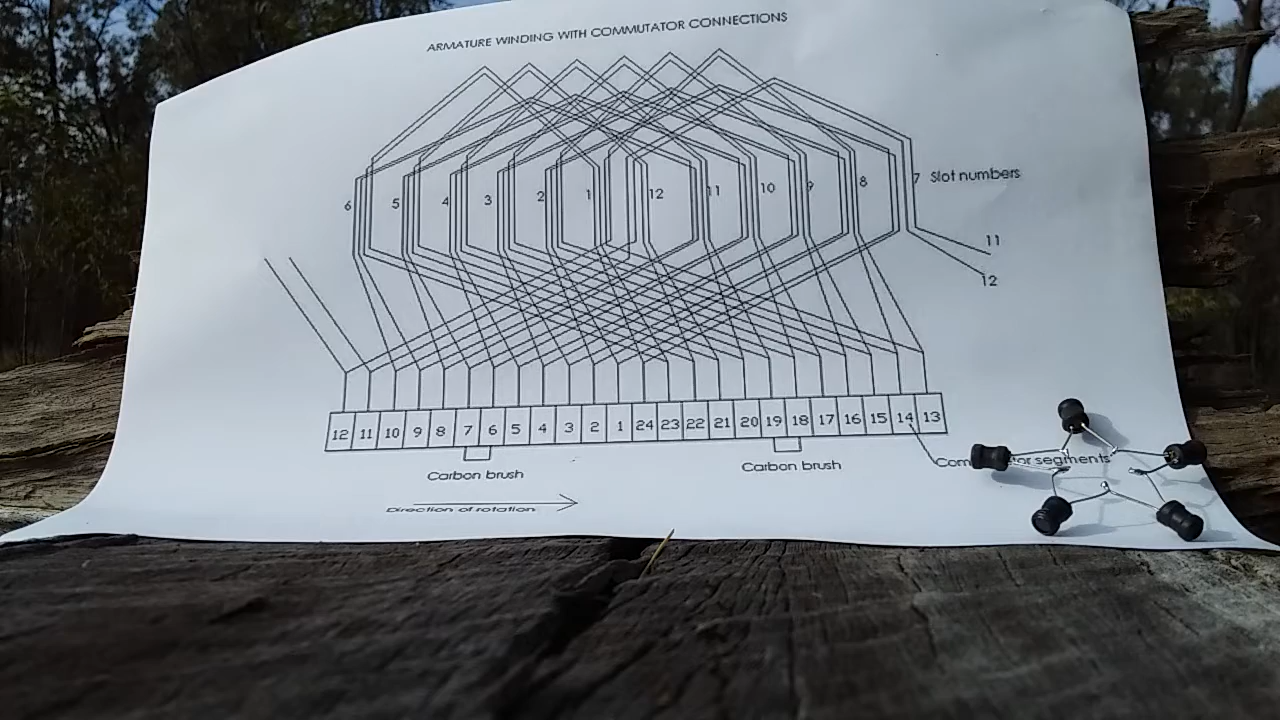 ARMATURE WINDING WITH COMMUTATOR CONNECTIONS
6 5 4 3 2 1 12 11 10 9 8 7 Slot numbers
11
12
12 11 10 9 8 7 6 5 4 3 2 1 24 23 22 21 20 19 18 17 16 15 14 13
Carbon brush Carbon brush segments
Direction of rotation